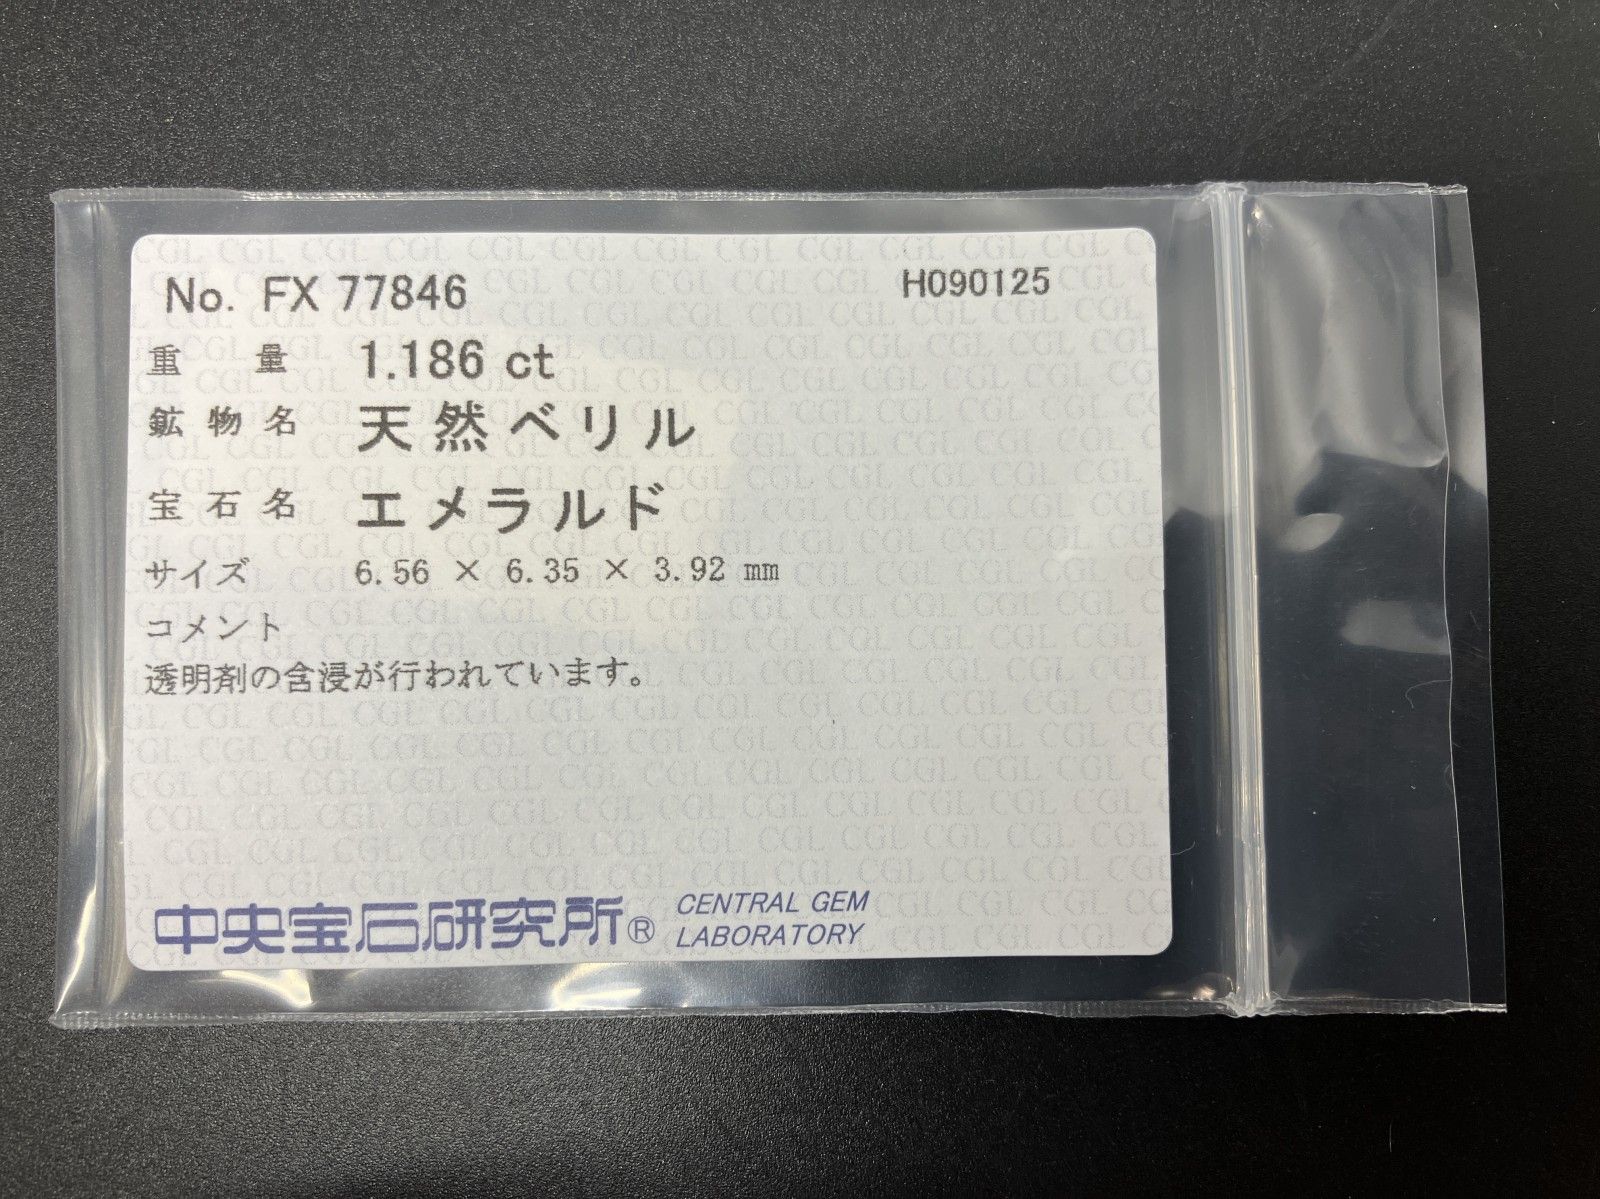 No. FX 77846 H090125
重量 1.186 ct
鉱物名 天然ベリル
宝石名 エメラルド
サイズ 6.56 × 6.35 × 3.92 mm
コメント
透明剤の含浸が行われています。
中央宝石研究所® CENTRAL GEM
LABORATORY